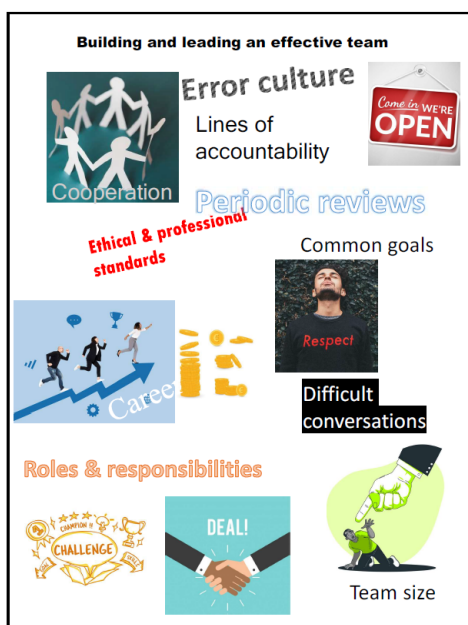 Building and leading an effective team
Error culture
Come in WE'RE
OPEN
Lines of
accountability
Cooperation
Periodic reviews
Ethical & professional
standards
Common goals
Respect
Career
Difficult
conversations
Roles & responsibilities
CHAMPION !!
CHALLENGE
DEAL!
Team size